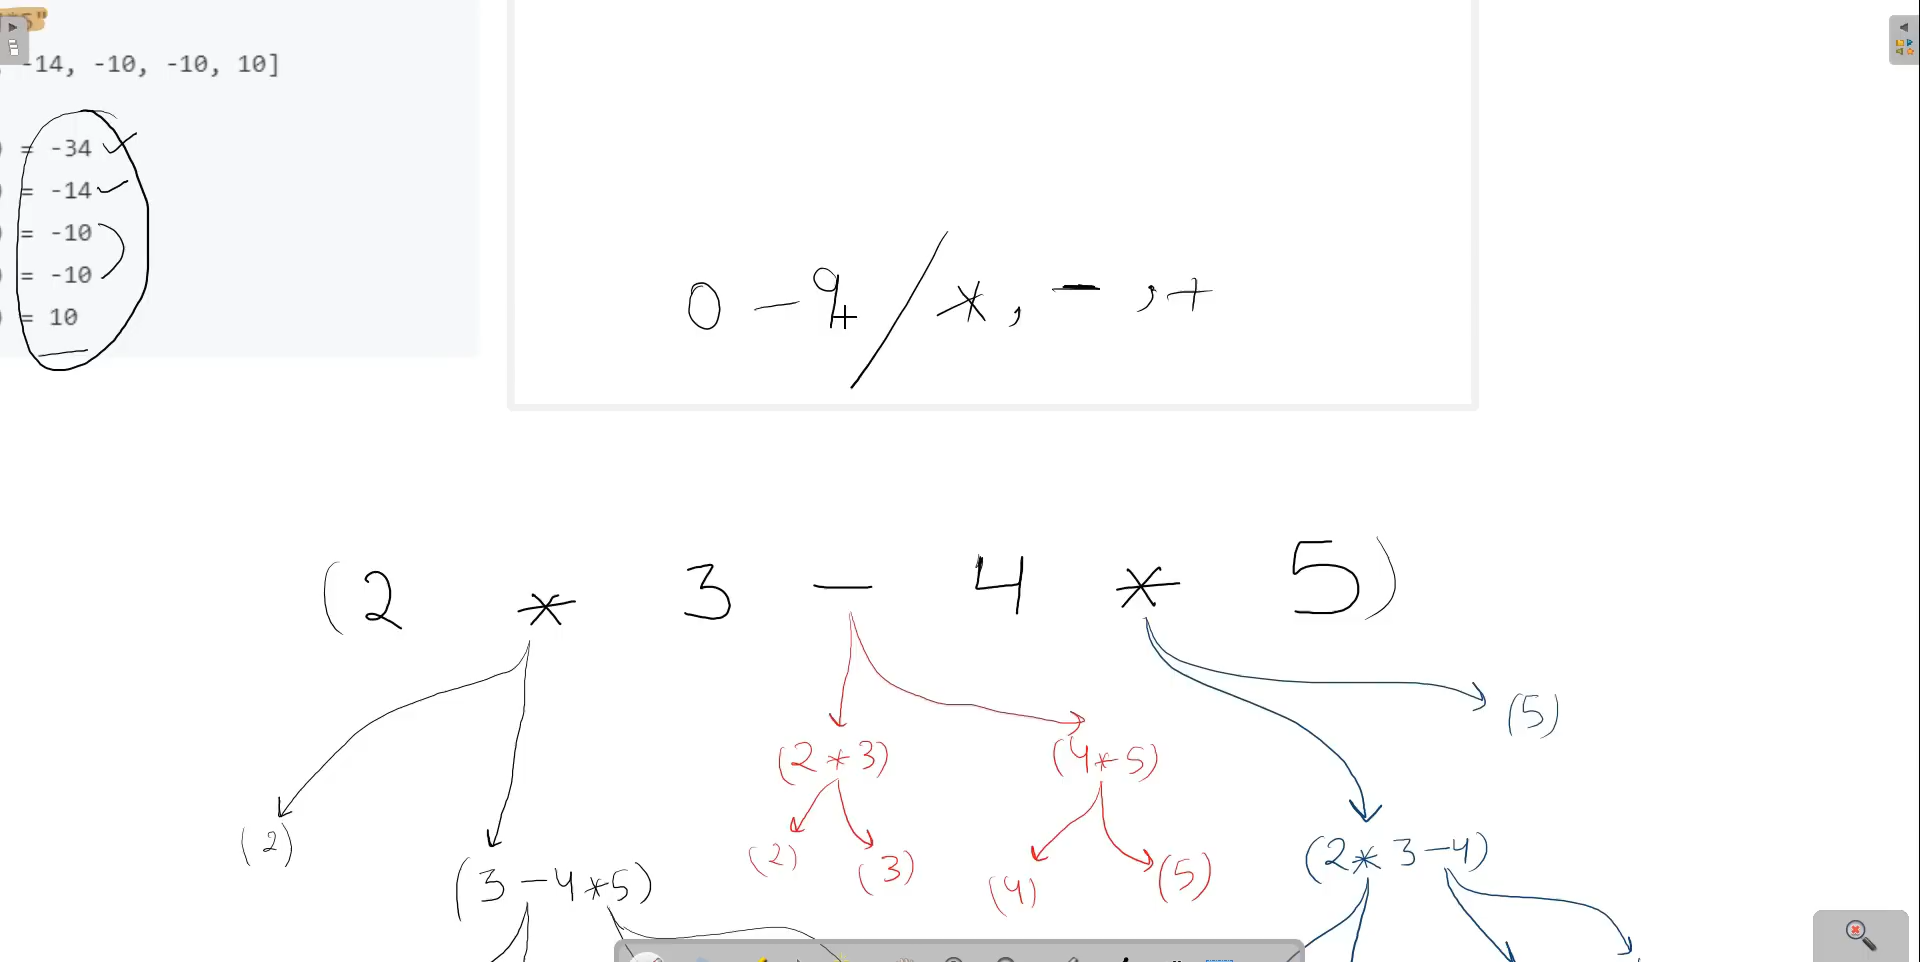 *5"
-14, -10, -10, 10]
) = -34
) = -14
) = -10
) = -10
) = 10
0 - 9 / *, -, +
(2 * 3 - 4 * 5)
(5)
(2 * 3) (4 * 5)
(2) (3 - 4 * 5) (2) (3) (4) (5) (2 * 3 - 4)